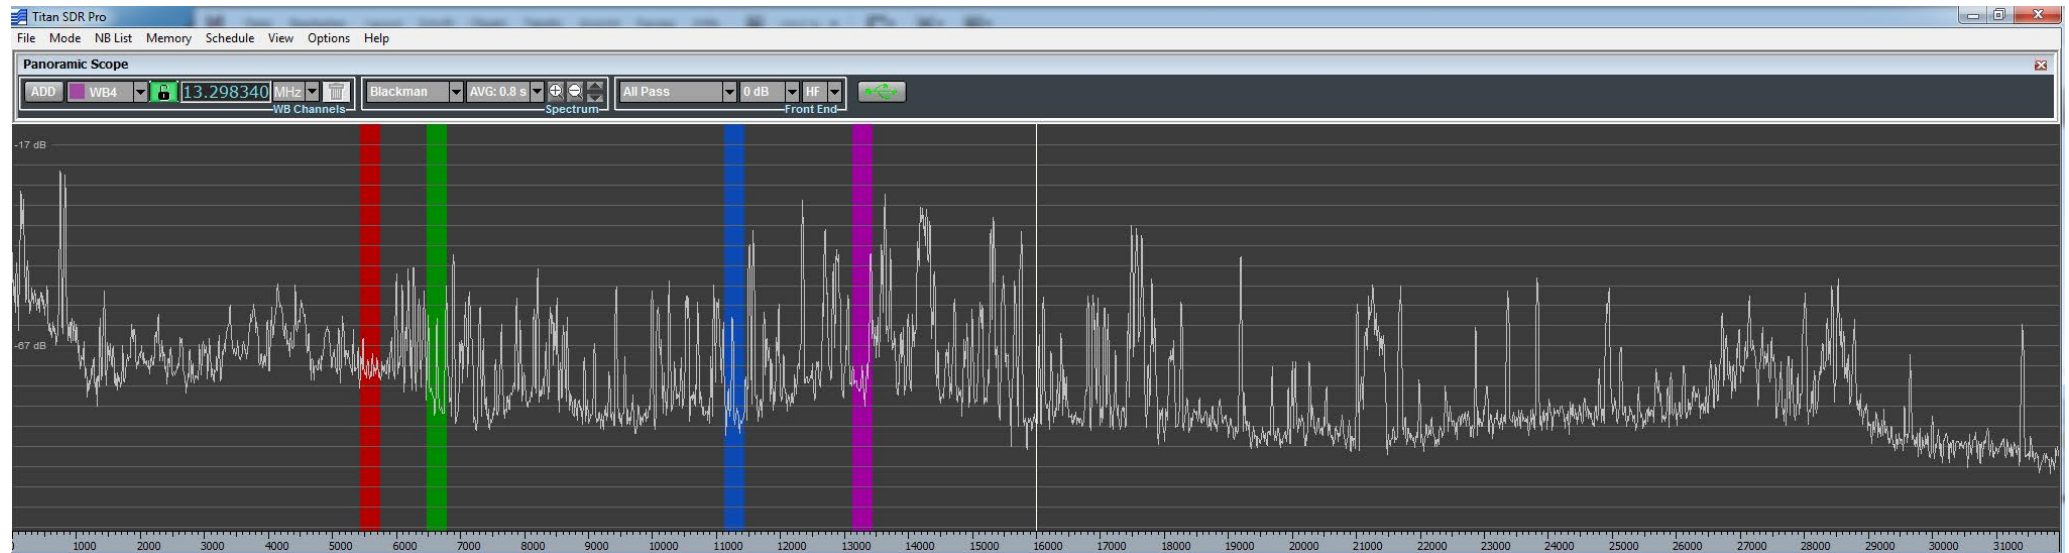 Titan SDR Pro
File Mode NB List Memory Schedule View Options Help
Panoramic Scope
ADD WB4 13.298340 MHz Blackman AVG: 0.8 s All Pass 0 dB HF
WB Channels Spectrum Front End
-17 dB
-67 dB
1000 2000 3000 4000 5000 6000 7000 8000 9000 10000 11000 12000 13000 14000 15000 16000 17000 18000 19000 20000 21000 22000 23000 24000 25000 26000 27000 28000 29000 30000 31000